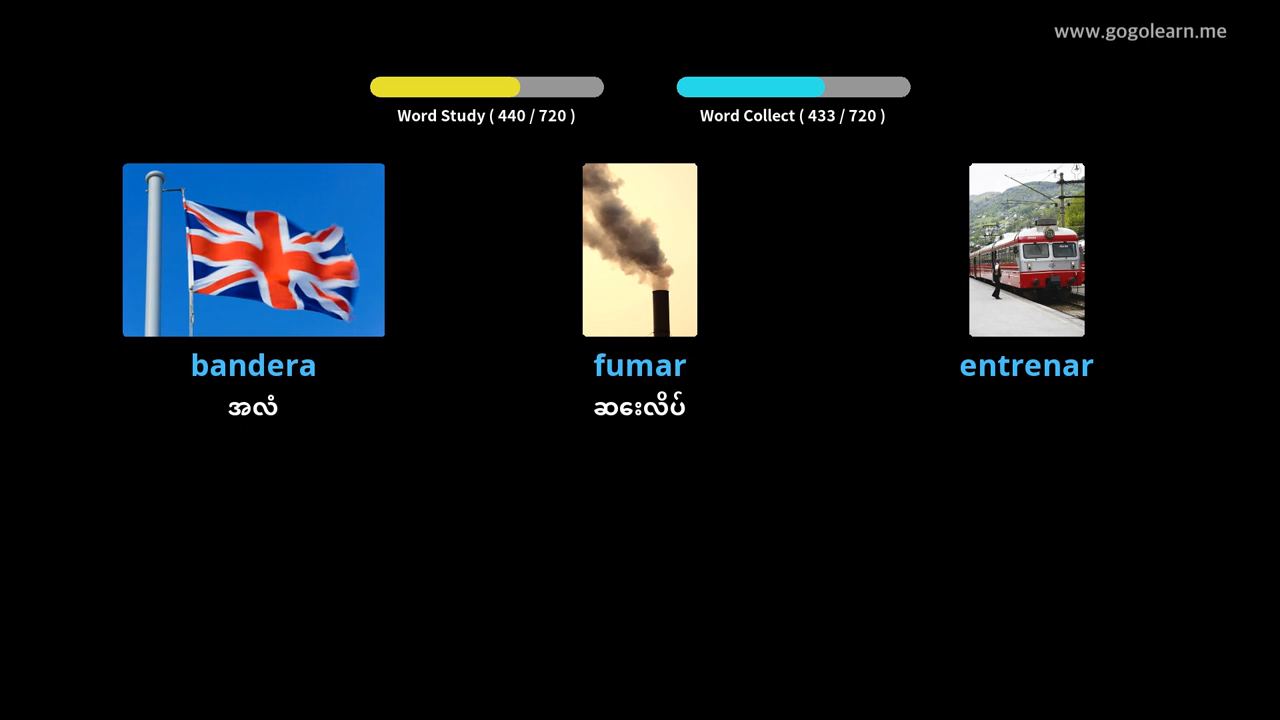 www.gogolearn.me
Word Study ( 440 / 720 )
Word Collect ( 433 / 720 )
bandera
fumar
entrenar
အလံ
ဆေးလိပ်